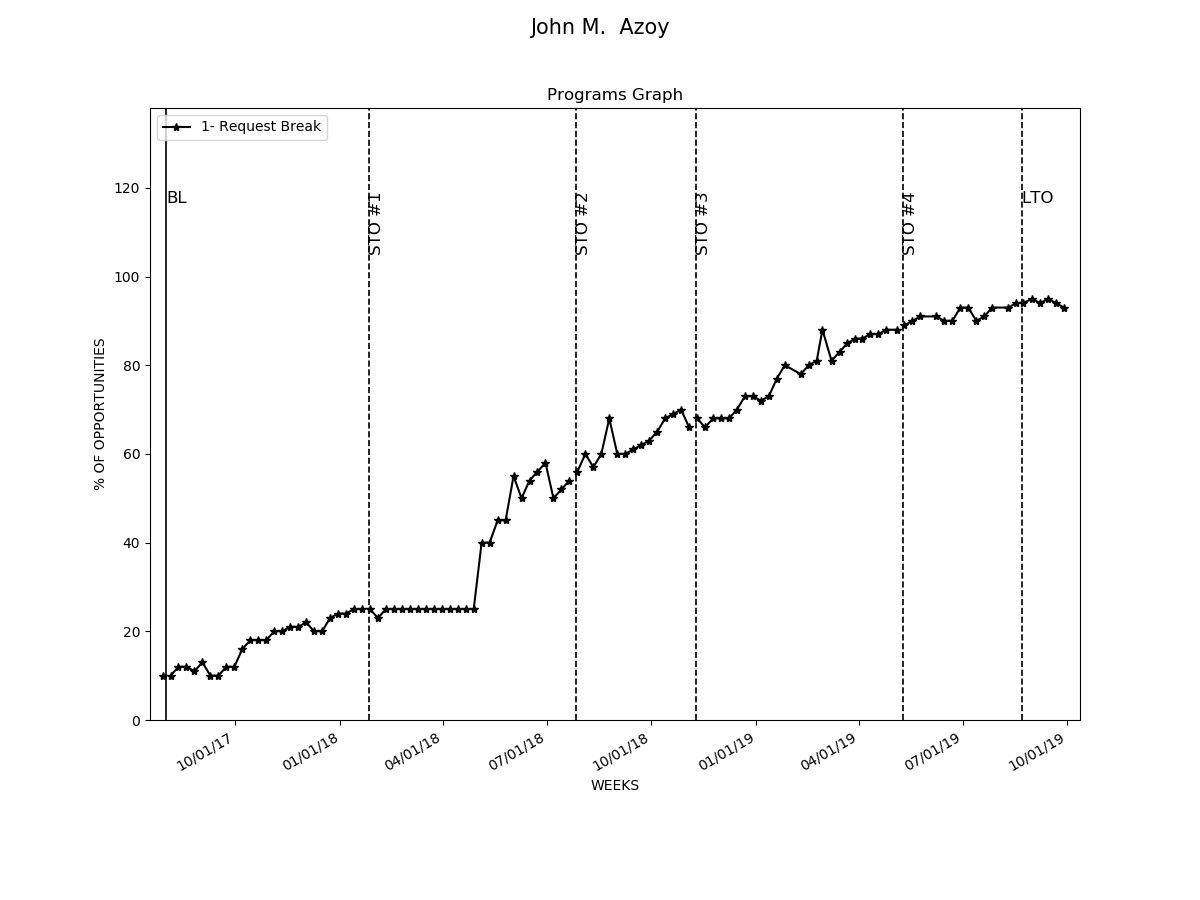 John M.  Azoy
Programs Graph
1- Request Break
BL
STO #1
STO #2
STO #3
STO #4
LTO
120
100
80
60
40
20
0
% OF OPPORTUNITIES
10/01/17
01/01/18
04/01/18
07/01/18
10/01/18
01/01/19
04/01/19
07/01/19
10/01/19
WEEKS